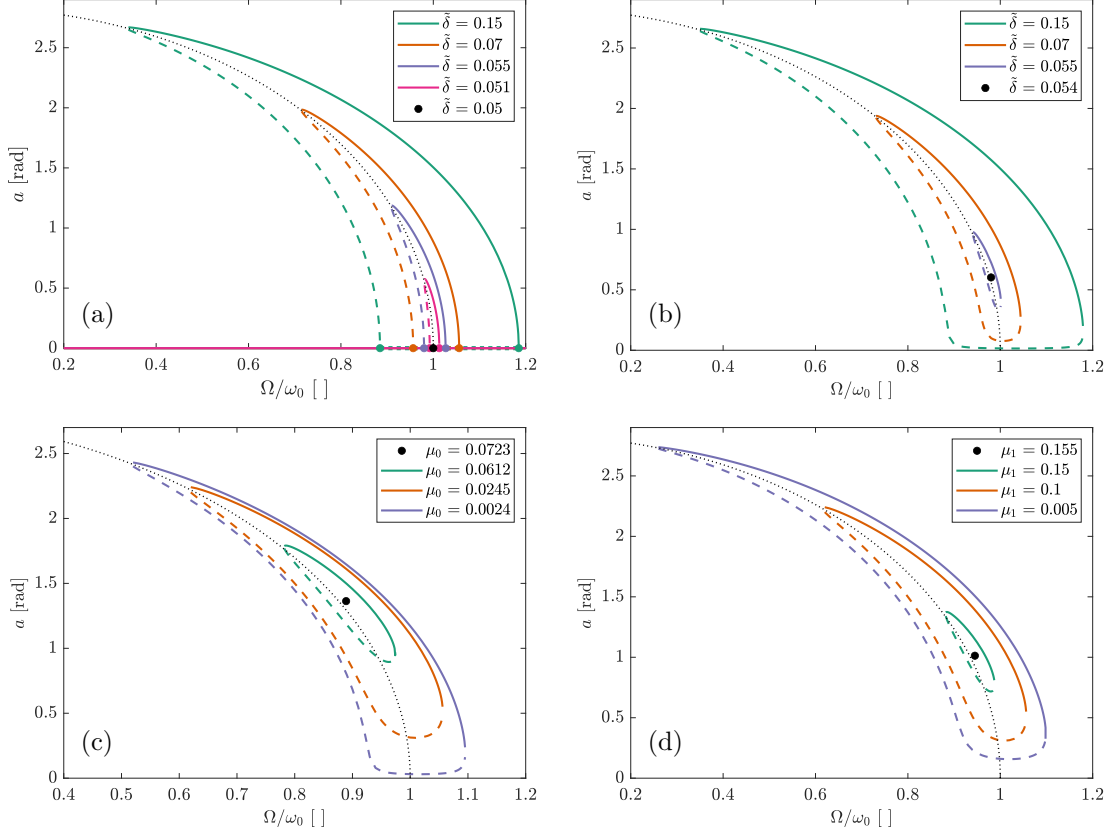 (a)
a [rad]
2.5
2
1.5
1
0.5
0
0.2 0.4 0.6 0.8 1 1.2
Ω/ω₀ [ ]
δ̃ = 0.15
δ̃ = 0.07
δ̃ = 0.055
δ̃ = 0.051
δ̃ = 0.05
(b)
a [rad]
2.5
2
1.5
1
0.5
0
0.2 0.4 0.6 0.8 1 1.2
Ω/ω₀ [ ]
δ̃ = 0.15
δ̃ = 0.07
δ̃ = 0.055
δ̃ = 0.054
(c)
a [rad]
2.5
2
1.5
1
0.5
0
0.4 0.5 0.6 0.7 0.8 0.9 1 1.1 1.2
Ω/ω₀ [ ]
μ₀ = 0.0723
μ₀ = 0.0612
μ₀ = 0.0245
μ₀ = 0.0024
(d)
a [rad]
2.5
2
1.5
1
0.5
0
0.2 0.4 0.6 0.8 1 1.2
Ω/ω₀ [ ]
μ₁ = 0.155
μ₁ = 0.15
μ₁ = 0.1
μ₁ = 0.005